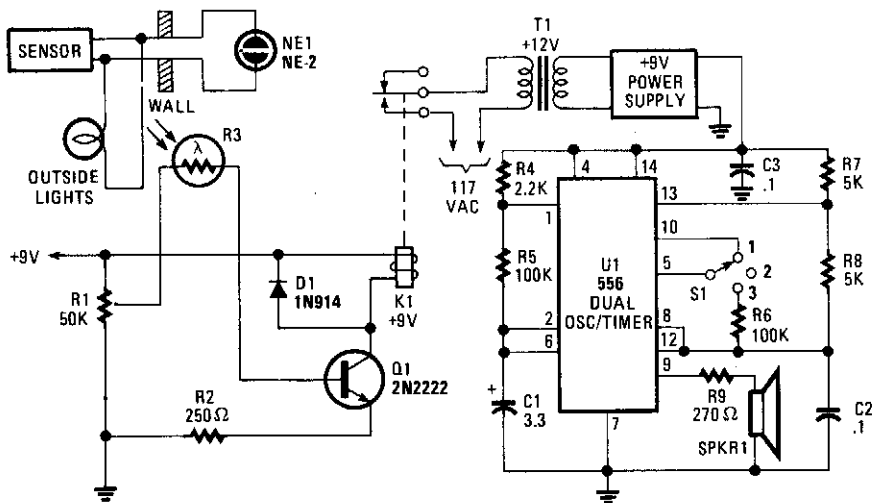 SENSOR
NE1
NE-2
WALL
λ
R3
OUTSIDE
LIGHTS
+9V
R1
50K
D1
1N914
K1
+9V
Q1
2N2222
R2
250 Ω
T1
+12V
+9V
POWER
SUPPLY
117
VAC
R4
2.2K
4
14
C3
.1
R7
5K
1
13
10
R5
100K
U1
556
DUAL
OSC/TIMER
5
S1
1
2
3
R8
5K
R6
100K
2
6
8
12
9
+
C1
3.3
7
R9
270 Ω
SPKR1
C2
.1